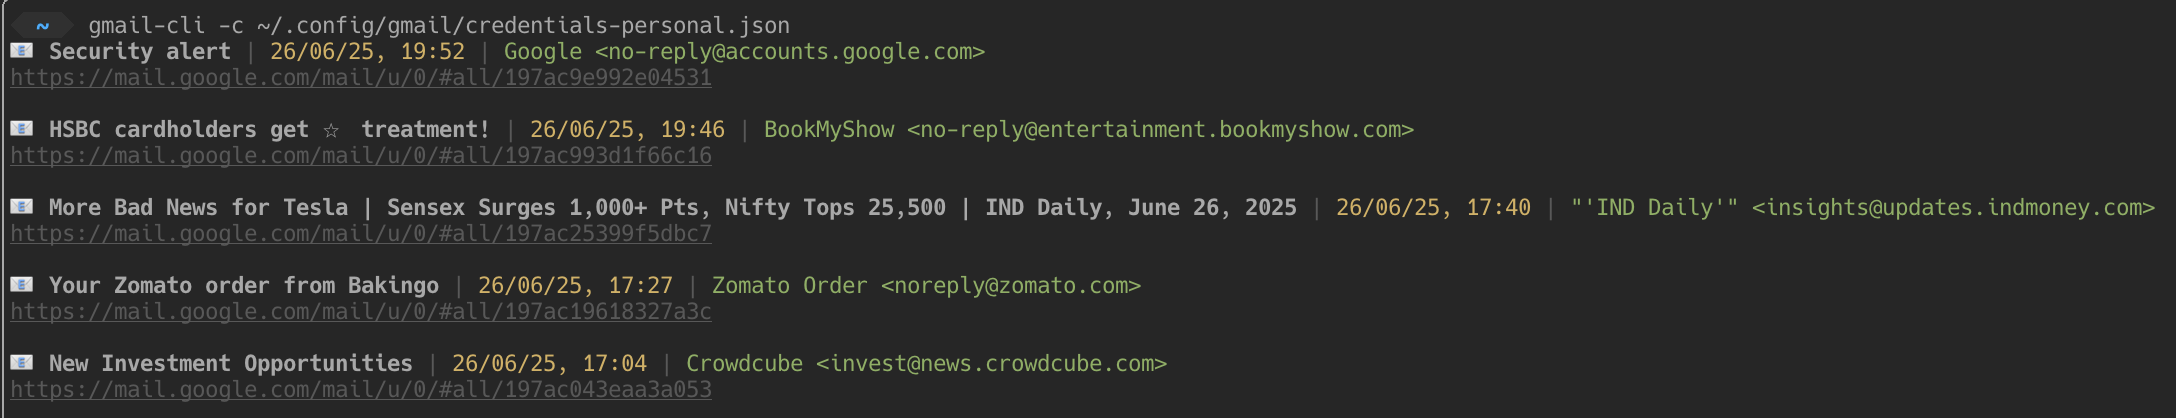 ~ gmail-cli -c ~/.config/gmail/credentials-personal.json
📧 Security alert | 26/06/25, 19:52 | Google <no-reply@accounts.google.com>
https://mail.google.com/mail/u/0/#all/197ac9e992e04531
📧 HSBC cardholders get ☆ treatment! | 26/06/25, 19:46 | BookMyShow <no-reply@entertainment.bookmyshow.com>
https://mail.google.com/mail/u/0/#all/197ac993d1f66c16
📧 More Bad News for Tesla | Sensex Surges 1,000+ Pts, Nifty Tops 25,500 | IND Daily, June 26, 2025 | 26/06/25, 17:40 | "'IND Daily'" <insights@updates.indmoney.com>
https://mail.google.com/mail/u/0/#all/197ac25399f5dbc7
📧 Your Zomato order from Bakingo | 26/06/25, 17:27 | Zomato Order <noreply@zomato.com>
https://mail.google.com/mail/u/0/#all/197ac19618327a3c
📧 New Investment Opportunities | 26/06/25, 17:04 | Crowdcube <invest@news.crowdcube.com>
https://mail.google.com/mail/u/0/#all/197ac043eaa3a053